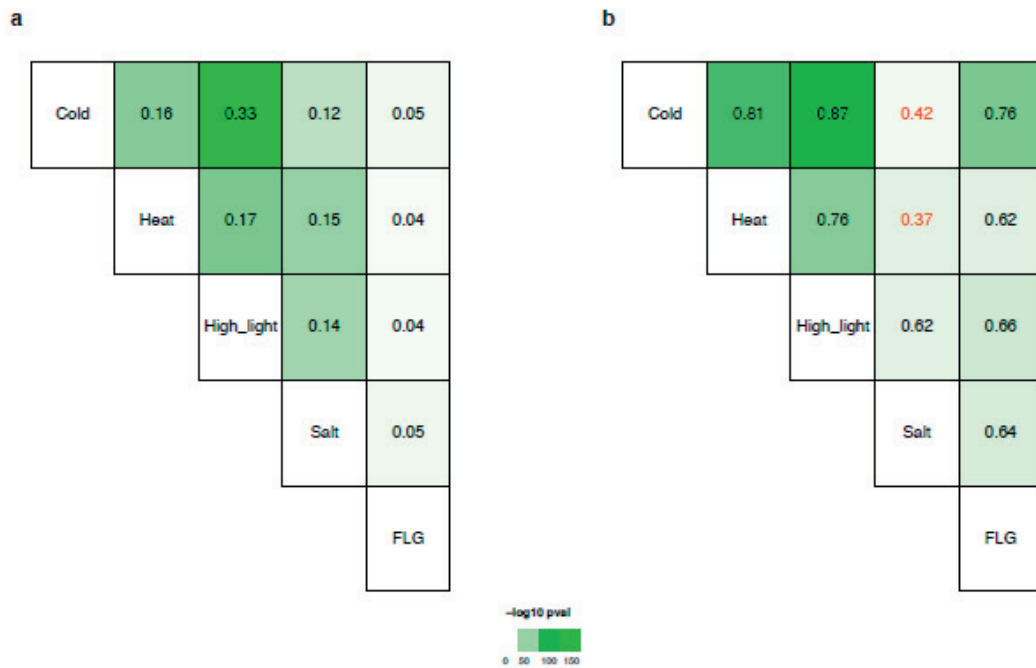 a
b
Cold 0.16 0.33 0.12 0.05
Heat 0.17 0.15 0.04
High_light 0.14 0.04
Salt 0.05
FLG
Cold 0.81 0.87 0.42 0.76
Heat 0.76 0.37 0.62
High_light 0.62 0.66
Salt 0.64
FLG
−log10 pval
0 50 100 150